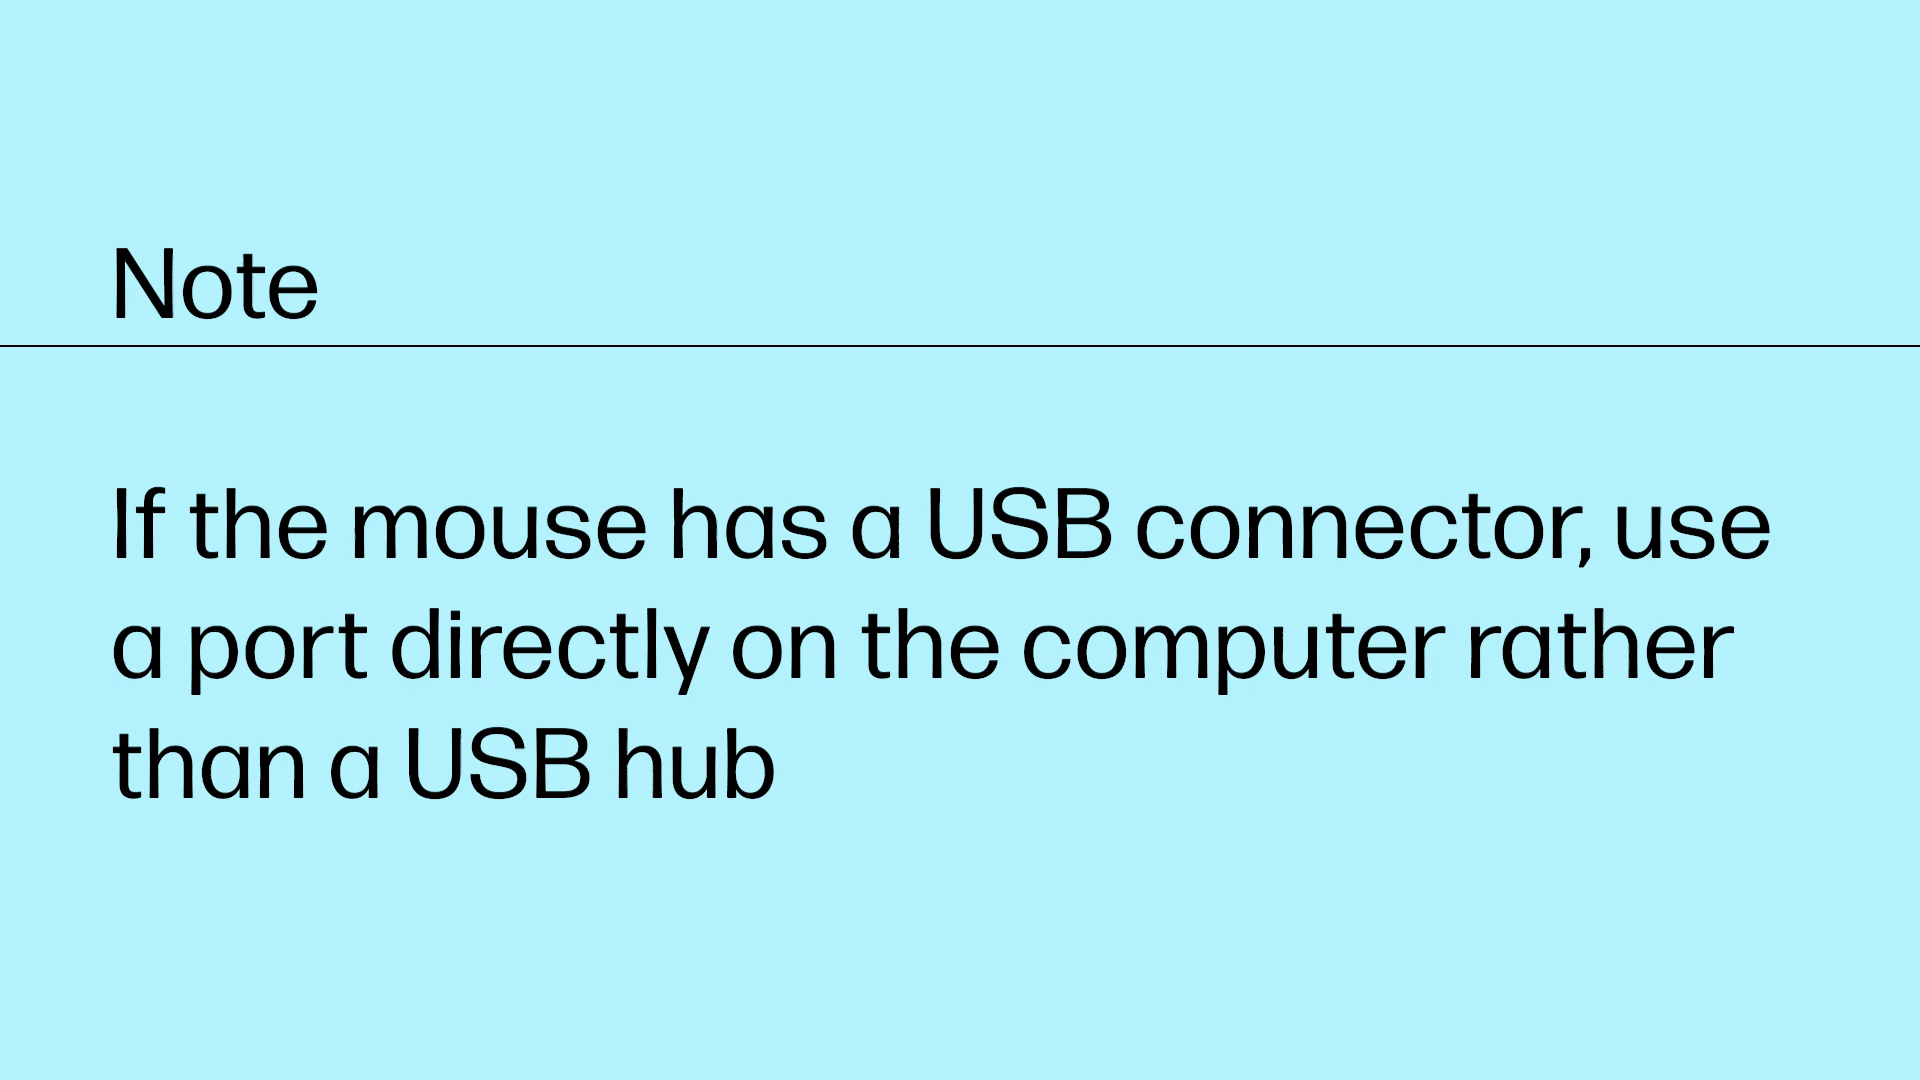 Note
If the mouse has a USB connector, use
a port directly on the computer rather
than a USB hub